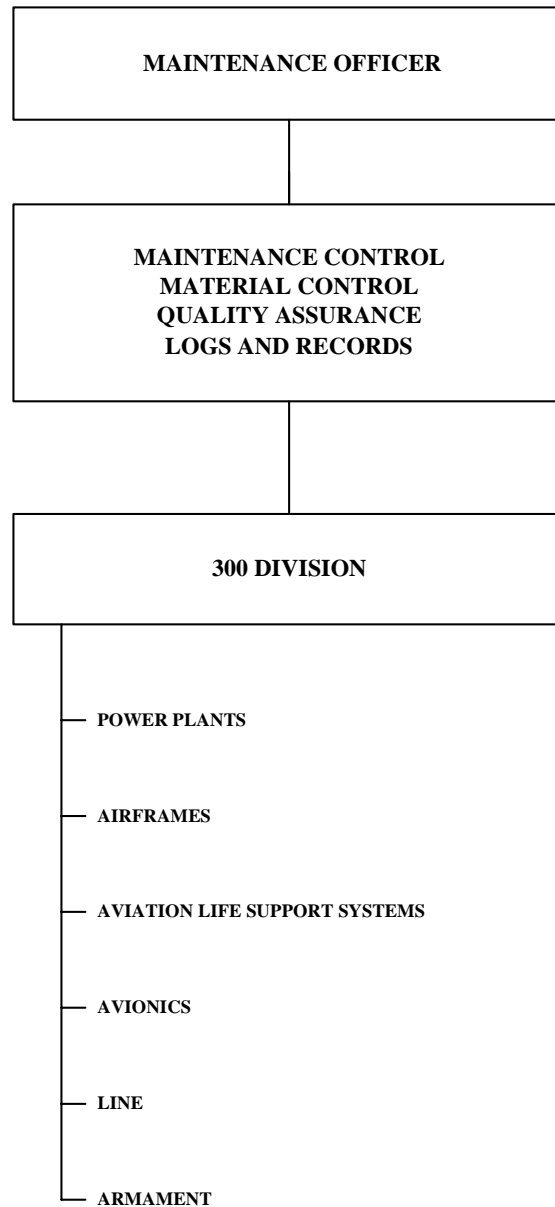 MAINTENANCE OFFICER
MAINTENANCE CONTROL
MATERIAL CONTROL
QUALITY ASSURANCE
LOGS AND RECORDS
300 DIVISION
POWER PLANTS
AIRFRAMES
AVIATION LIFE SUPPORT SYSTEMS
AVIONICS
LINE
ARMAMENT